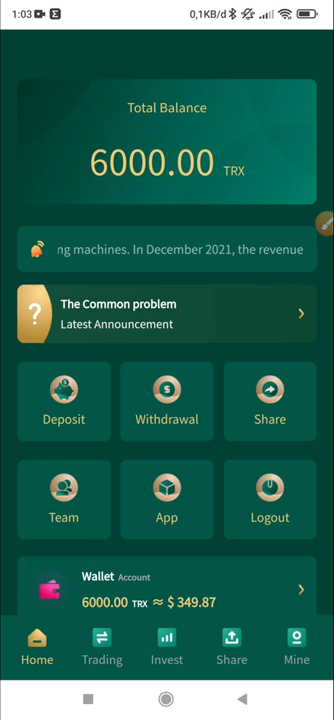 1:03
0,1KB/d
Total Balance
6000.00 TRX
ng machines. In December 2021, the revenue
The Common problem
Latest Announcement
Deposit
Withdrawal
Share
Team
App
Logout
Wallet Account
6000.00 TRX ≈ $ 349.87
Home
Trading
Invest
Share
Mine